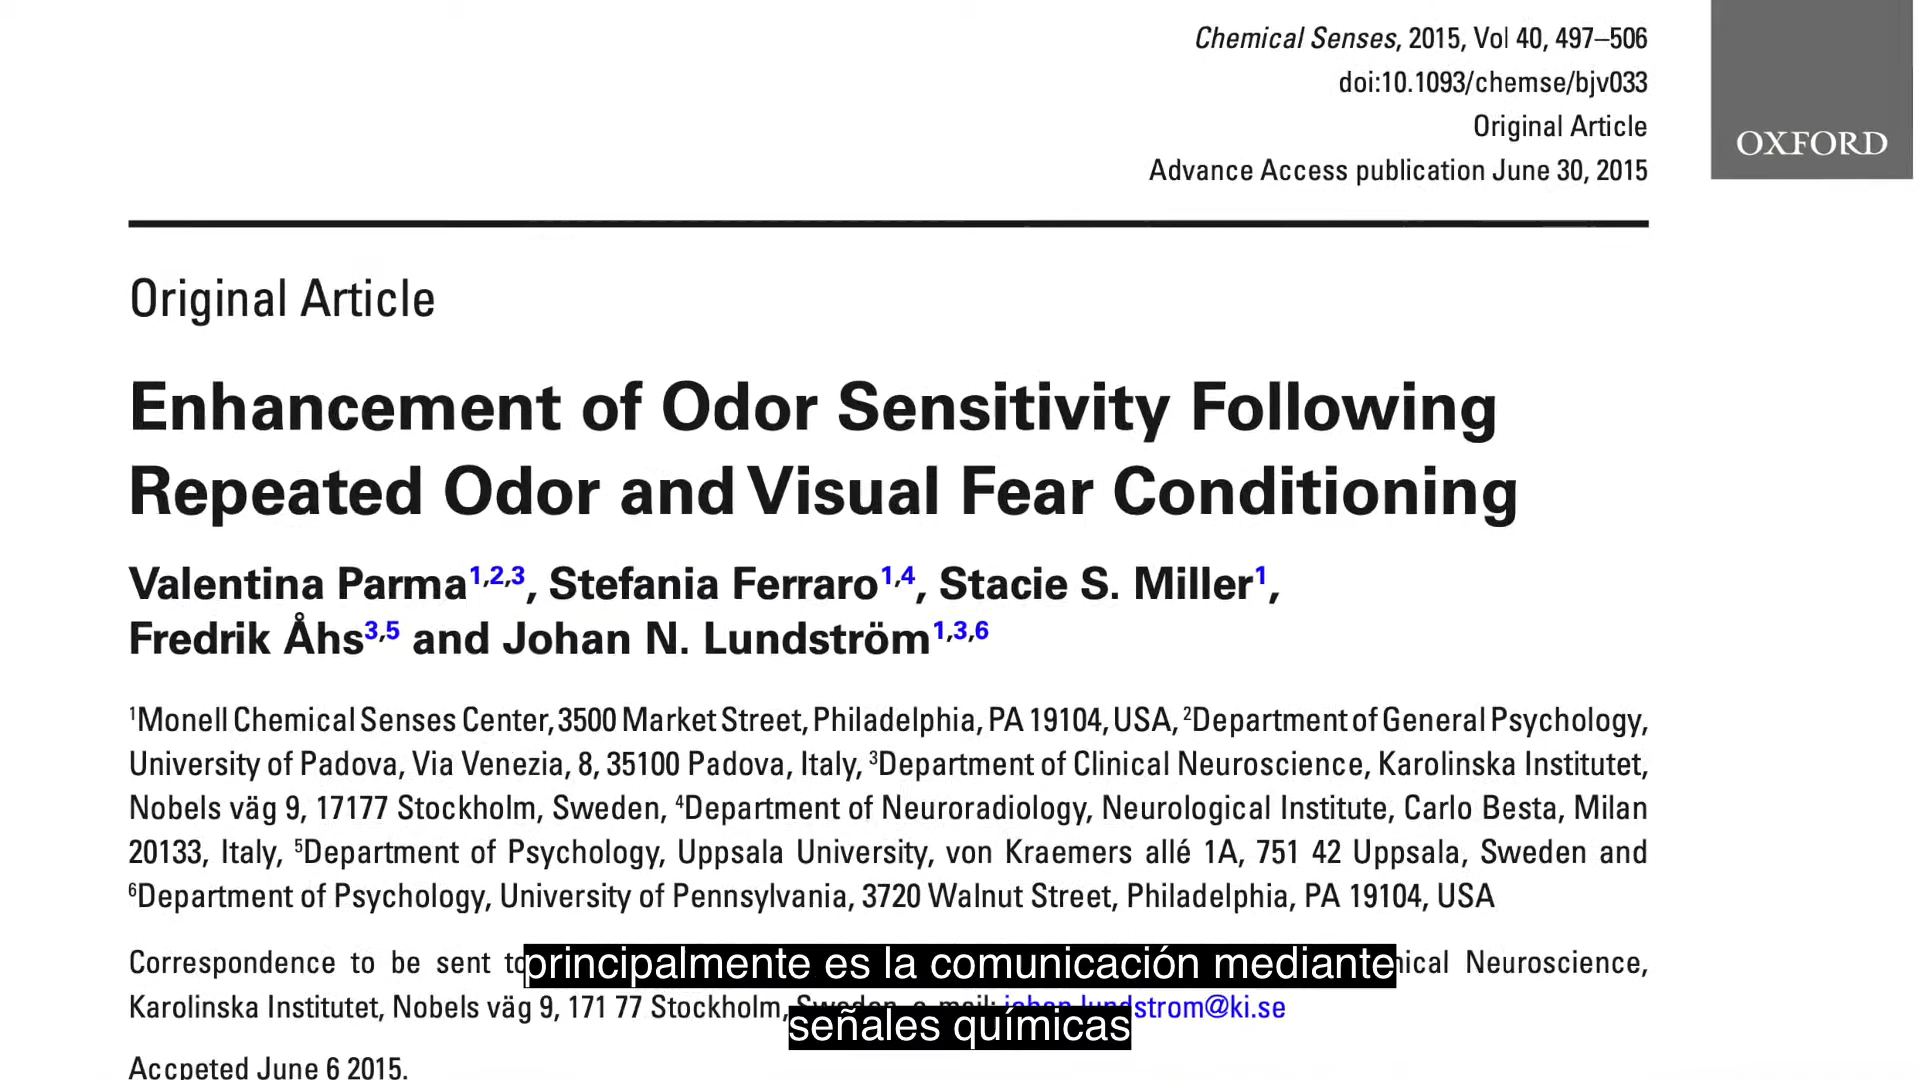 Chemical Senses, 2015, Vol 40, 497–506
doi:10.1093/chemse/bjv033
Original Article
Advance Access publication June 30, 2015
OXFORD
Original Article
Enhancement of Odor Sensitivity Following
Repeated Odor and Visual Fear Conditioning
Valentina Parma1,2,3, Stefania Ferraro1,4, Stacie S. Miller1,
Fredrik Åhs3,5 and Johan N. Lundström1,3,6
1Monell Chemical Senses Center, 3500 Market Street, Philadelphia, PA 19104, USA, 2Department of General Psychology,
University of Padova, Via Venezia, 8, 35100 Padova, Italy, 3Department of Clinical Neuroscience, Karolinska Institutet,
Nobels väg 9, 17177 Stockholm, Sweden, 4Department of Neuroradiology, Neurological Institute, Carlo Besta, Milan
20133, Italy, 5Department of Psychology, Uppsala University, von Kraemers allé 1A, 751 42 Uppsala, Sweden and
6Department of Psychology, University of Pennsylvania, 3720 Walnut Street, Philadelphia, PA 19104, USA
Correspondence to be sent Neuroscience,
Karolinska Institutet, Nobels väg 9, 171 77 Stockholm, Sweden, e-mail: johan.lundstrom@ki.se
Accpeted June 6 2015.
principalmente es la comunicación mediante
señales químicas